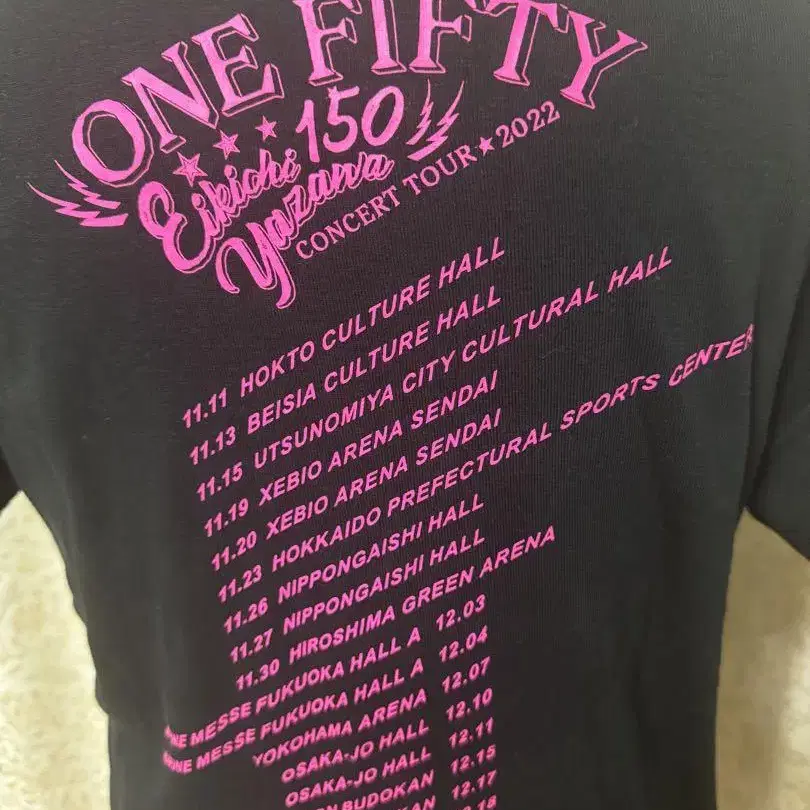 ONE FIFTY
150
Eikichi
Yazawa
CONCERT TOUR★2022
11.11 HOKTO CULTURE HALL
11.13 BEISIA CULTURE HALL
11.15 UTSUNOMIYA CITY CULTURAL HALL
11.19 XEBIO ARENA SENDAI
11.20 XEBIO ARENA SENDAI
11.23 HOKKAIDO PREFECTURAL SPORTS CENTER
11.26 NIPPONGAISHI HALL
11.27 NIPPONGAISHI HALL
11.30 HIROSHIMA GREEN ARENA
MESSE FUKUOKA HALL A 12.03
MESSE FUKUOKA HALL A 12.04
YOKOHAMA ARENA 12.07
OSAKA-JO HALL 12.10
OSAKA-JO HALL 12.11
BUDOKAN 12.15
12.17